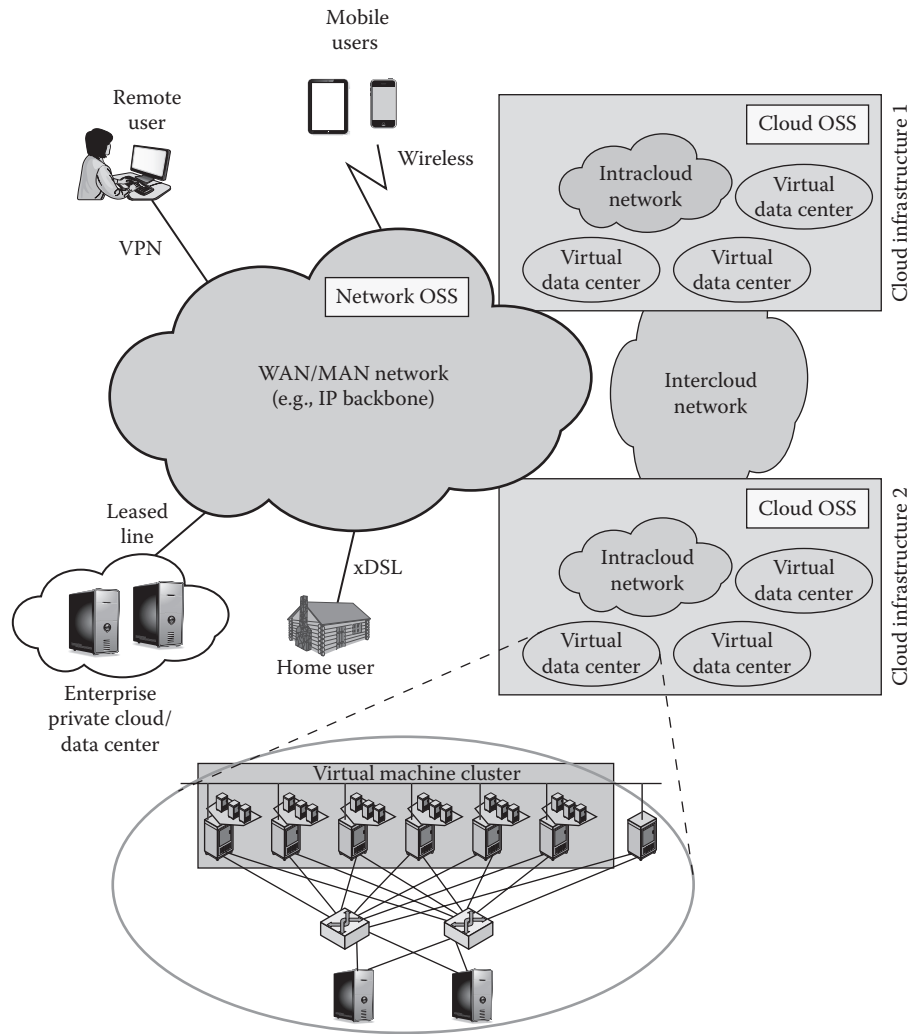 Mobile
users
Remote
user
Wireless
VPN
Network OSS
WAN/MAN network
(e.g., IP backbone)
Cloud OSS
Intracloud
network
Virtual
data center
Virtual
data center
Virtual
data center
Cloud infrastructure 1
Intercloud
network
Cloud OSS
Intracloud
network
Virtual
data center
Virtual
data center
Virtual
data center
Cloud infrastructure 2
Leased
line
xDSL
Home user
Enterprise
private cloud/
data center
Virtual machine cluster